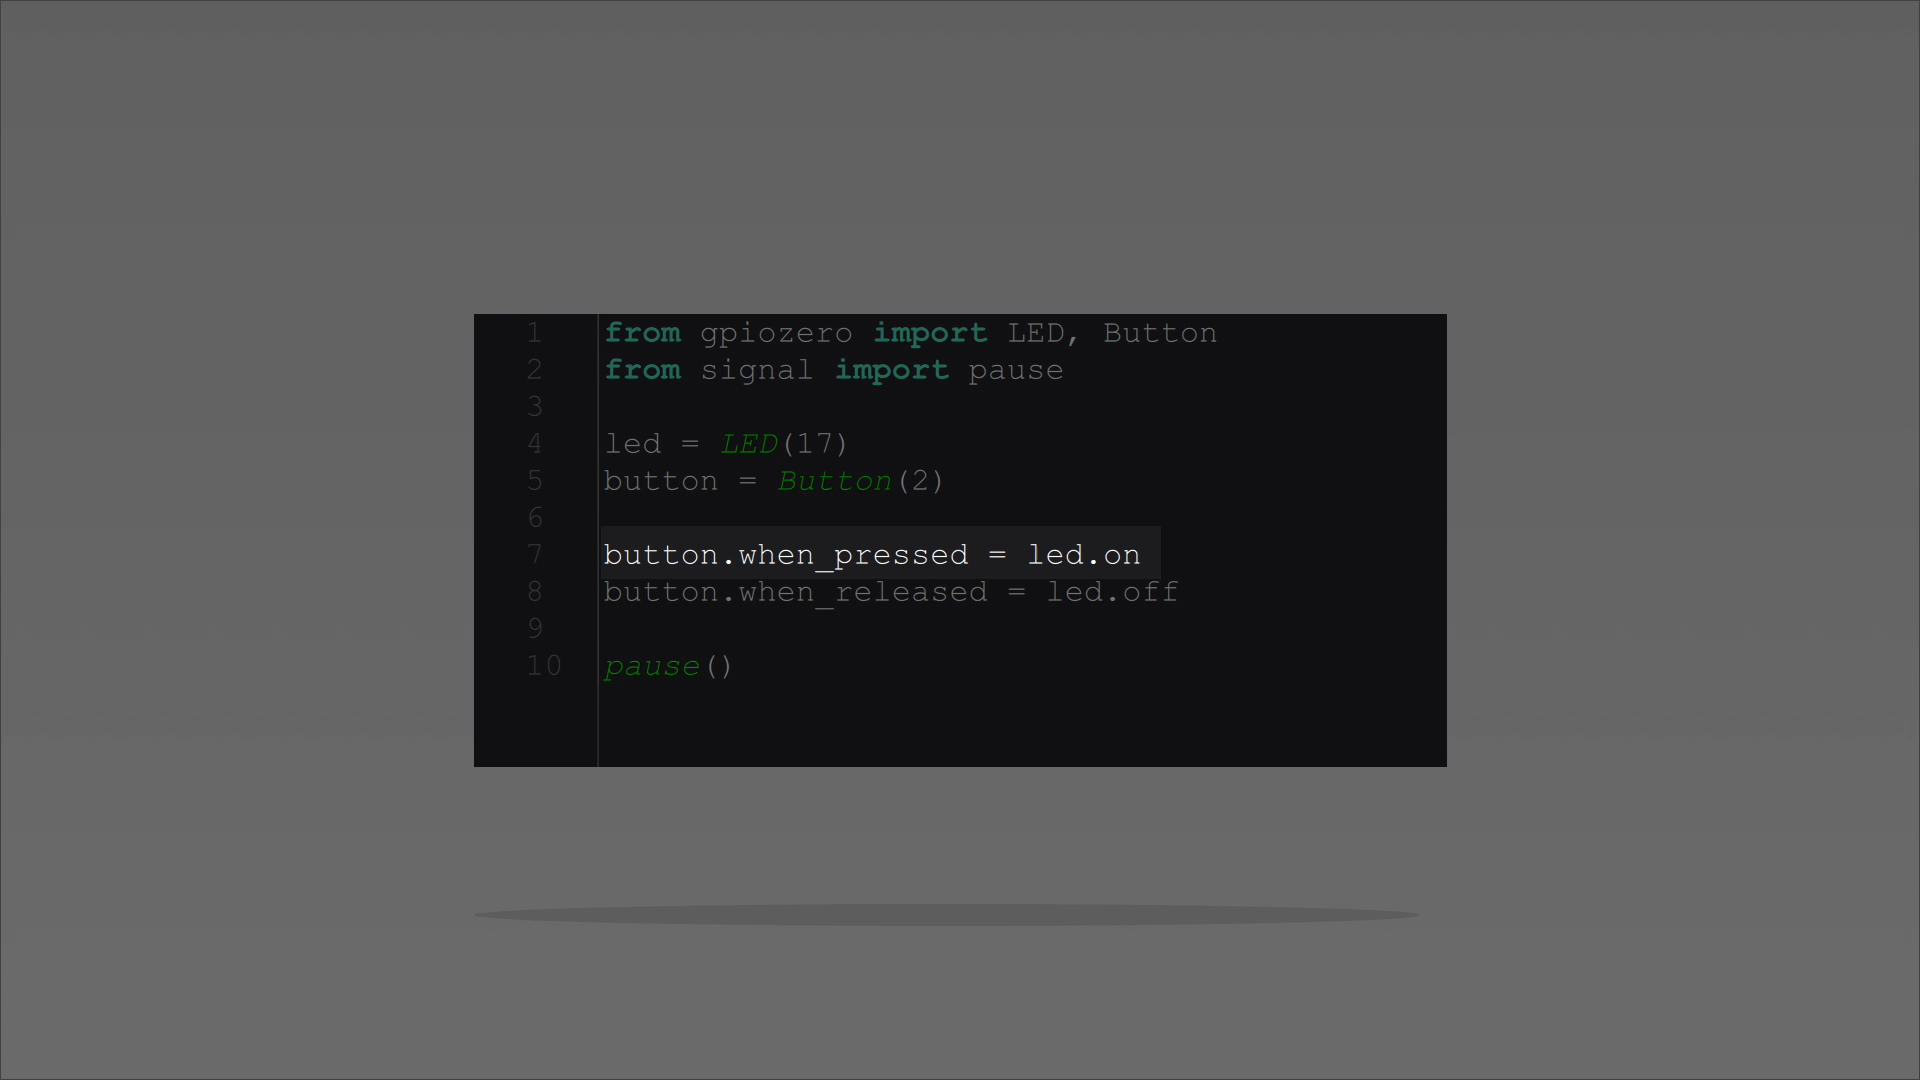 1 from gpiozero import LED, Button
2 from signal import pause
3
4 led = LED(17)
5 button = Button(2)
6
7 button.when_pressed = led.on
8 button.when_released = led.off
9
10 pause()